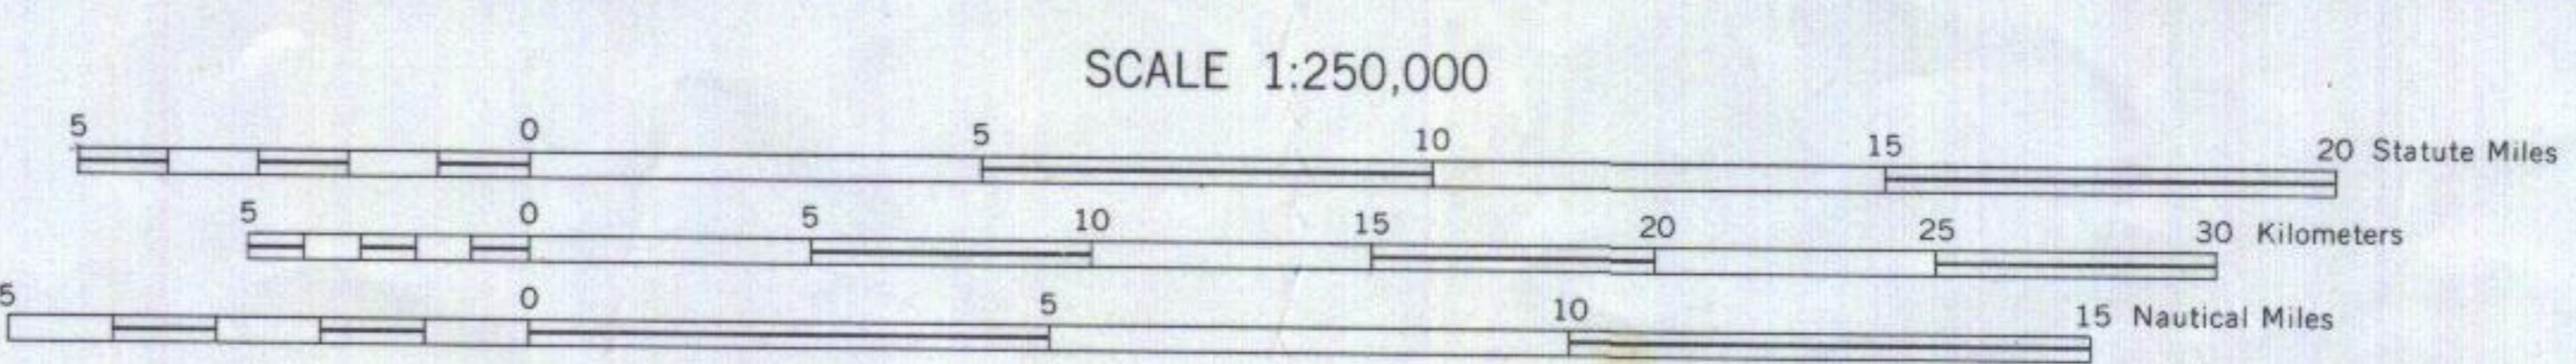 SCALE 1:250,000
5 0 5 10 15 20 Statute Miles
5 0 5 10 15 20 25 30 Kilometers
5 0 5 10 15 Nautical Miles